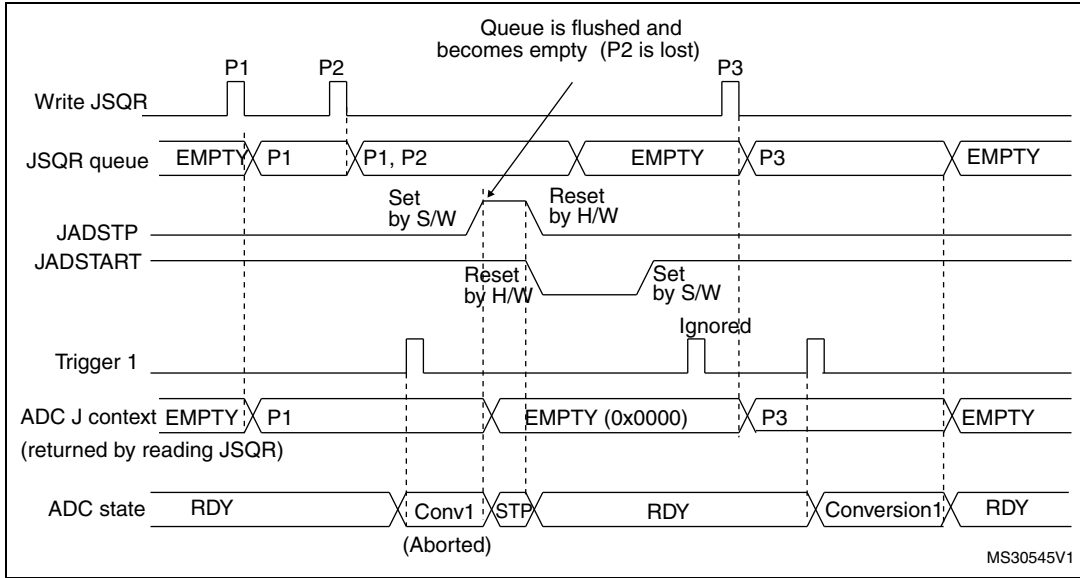 Queue is flushed and
becomes empty (P2 is lost)
P1
P2
P3
Write JSQR
JSQR queue
EMPTY
P1
P1, P2
EMPTY
P3
EMPTY
Set
by S/W
Reset
by H/W
JADSTP
JADSTART
Reset
by H/W
Set
by S/W
Ignored
Trigger 1
ADC J context
(returned by reading JSQR)
EMPTY
P1
EMPTY (0x0000)
P3
EMPTY
ADC state
RDY
Conv1
STP
RDY
Conversion1
RDY
(Aborted)
MS30545V1